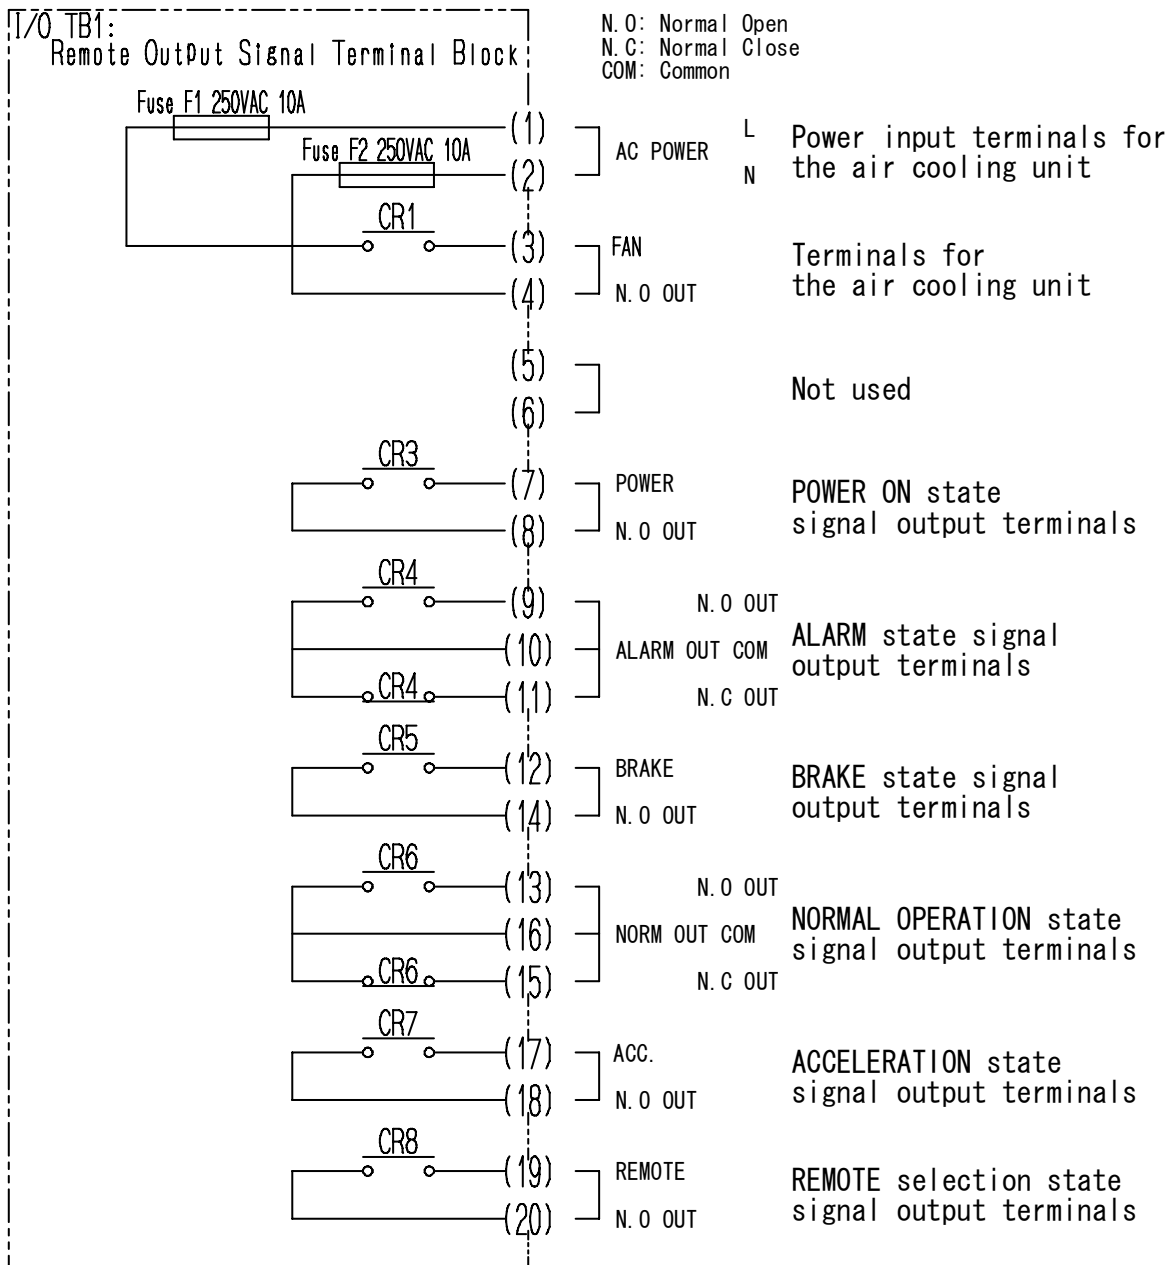 I/O TB1:
Remote Output Signal Terminal Block
N.O: Normal Open
N.C: Normal Close
COM: Common
Fuse F1 250VAC 10A
(1)
AC POWER
L
Power input terminals for
Fuse F2 250VAC 10A
(2)
N
the air cooling unit
CR1
(3)
FAN
Terminals for
(4)
N.O OUT
the air cooling unit
(5)
Not used
(6)
CR3
(7)
POWER
POWER ON state
(8)
N.O OUT
signal output terminals
CR4
(9)
N.O OUT
(10)
ALARM OUT COM
ALARM state signal
output terminals
CR4
(11)
N.C OUT
CR5
(12)
BRAKE
BRAKE state signal
(14)
N.O OUT
output terminals
CR6
(13)
N.O OUT
(16)
NORM OUT COM
NORMAL OPERATION state
signal output terminals
CR6
(15)
N.C OUT
CR7
(17)
ACC.
ACCELERATION state
(18)
N.O OUT
signal output terminals
CR8
(19)
REMOTE
REMOTE selection state
(20)
N.O OUT
signal output terminals